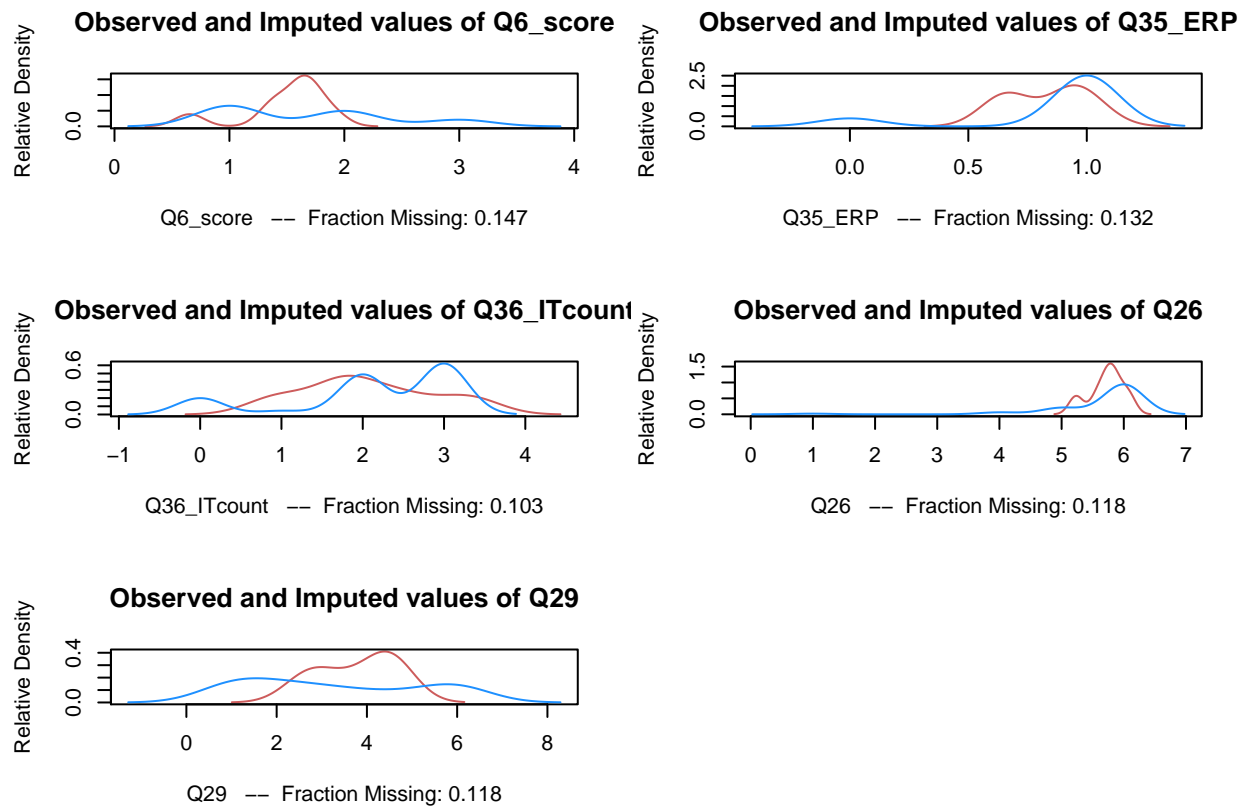 Observed and Imputed values of Q6_score
Relative Density
0.0
0 1 2 3 4
Q6_score -- Fraction Missing: 0.147
Observed and Imputed values of Q35_ERP
Relative Density
2.5
0.0
0.0 0.5 1.0
Q35_ERP -- Fraction Missing: 0.132
Observed and Imputed values of Q36_ITcount
Relative Density
0.6
0.0
−1 0 1 2 3 4
Q36_ITcount -- Fraction Missing: 0.103
Observed and Imputed values of Q26
Relative Density
1.5
0.0
0 1 2 3 4 5 6 7
Q26 -- Fraction Missing: 0.118
Observed and Imputed values of Q29
Relative Density
0.4
0.0
0 2 4 6 8
Q29 -- Fraction Missing: 0.118